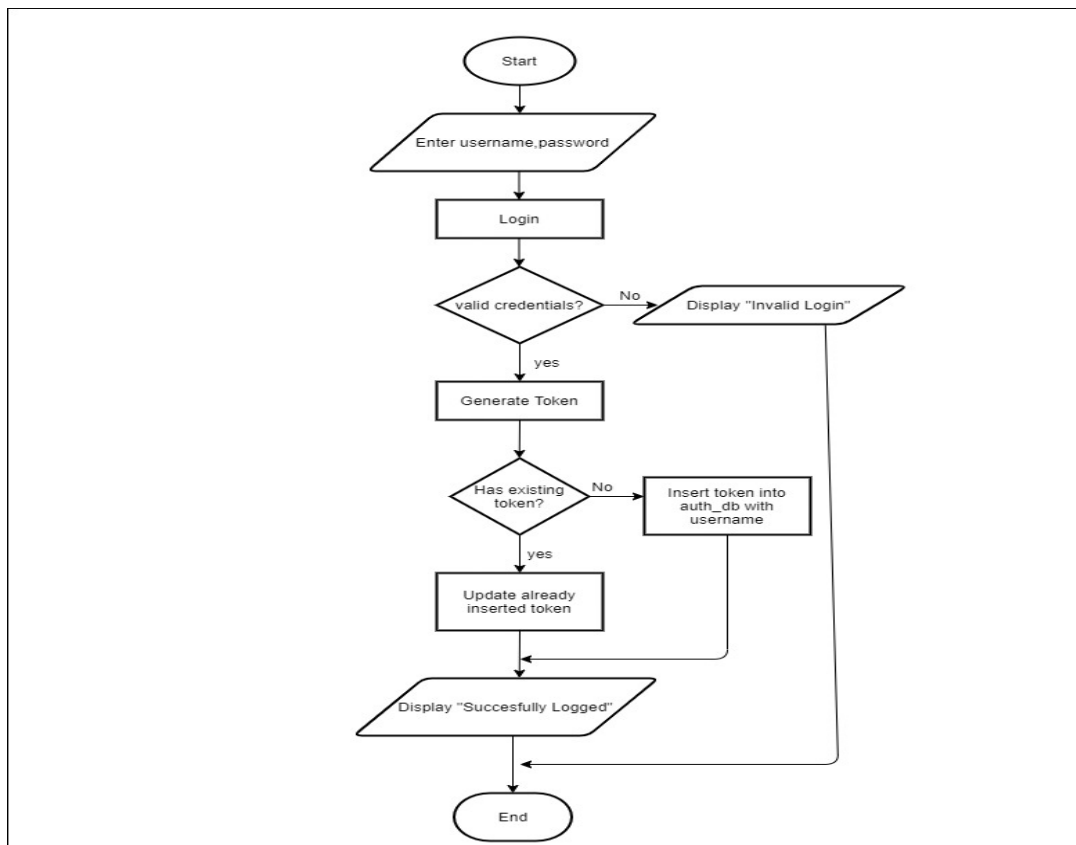 Start
Enter username,password
Login
valid credentials?
No
Display "Invalid Login"
yes
Generate Token
Has existing
token?
No
Insert token into
auth_db with
username
yes
Update already
inserted token
Display "Succesfully Logged"
End